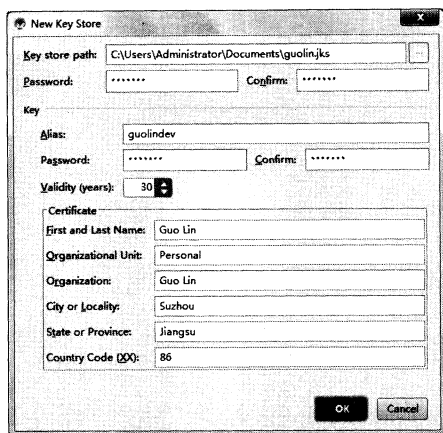 New Key Store
x
Key store path: C:\Users\Administrator\Documents\guolin.jks ...
Password: ••••••• Confirm: •••••••
Key
Alias: guolindev
Password: ••••••• Confirm: •••••••
Validity (years): 30
Certificate
First and Last Name: Guo Lin
Organizational Unit: Personal
Organization: Guo Lin
City or Locality: Suzhou
State or Province: Jiangsu
Country Code (XX): 86
OK Cancel